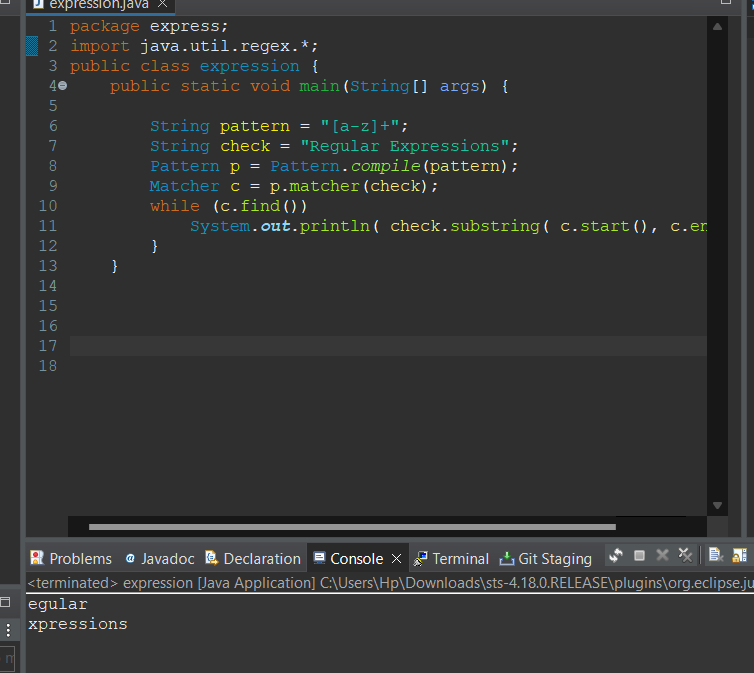 expression.java
1 package express;
2 import java.util.regex.*;
3 public class expression {
4 public static void main(String[] args) {
5
6 String pattern = "[a-z]+";
7 String check = "Regular Expressions";
8 Pattern p = Pattern.compile(pattern);
9 Matcher c = p.matcher(check);
10 while (c.find())
11 System.out.println( check.substring( c.start(), c.en
12 }
13 }
14
15
16
17
18
Problems @ Javadoc Declaration Console Terminal Git Staging
<terminated> expression [Java Application] C:\Users\Hp\Downloads\sts-4.18.0.RELEASE\plugins\org.eclipse.ju
egular
xpressions